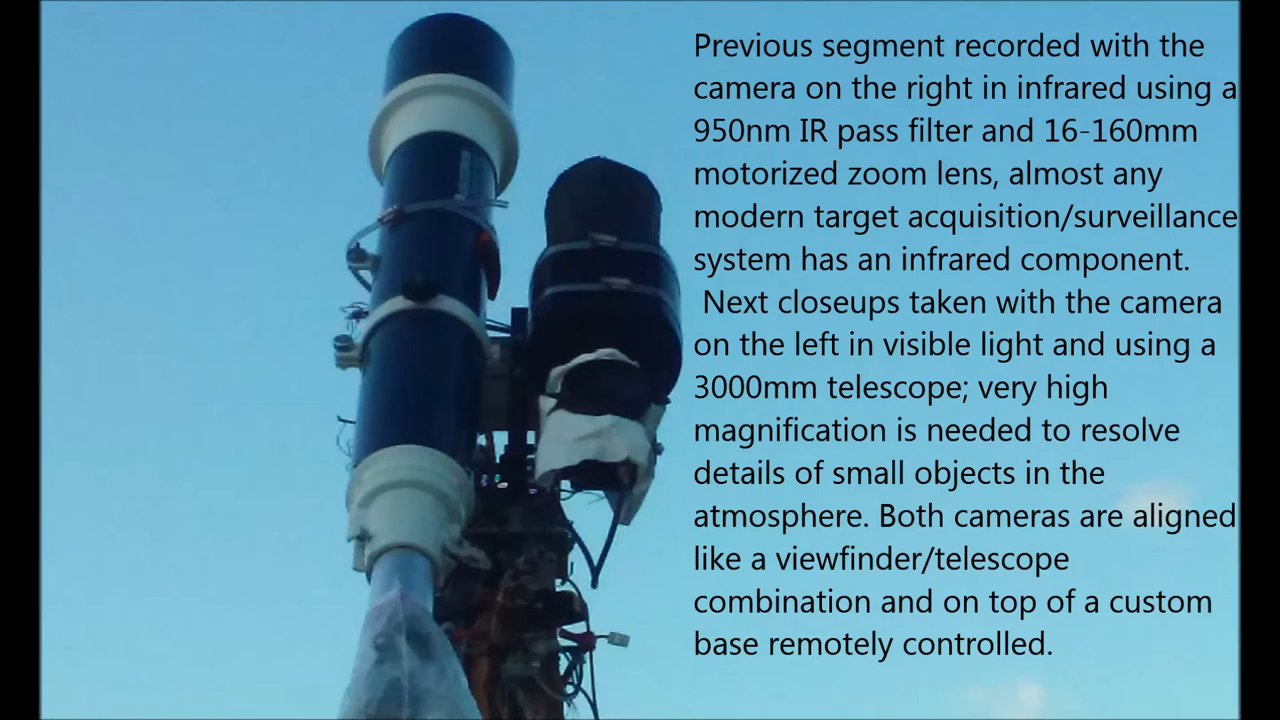 Previous segment recorded with the
camera on the right in infrared using a
950nm IR pass filter and 16-160mm
motorized zoom lens, almost any
modern target acquisition/surveillance
system has an infrared component.
Next closeups taken with the camera
on the left in visible light and using a
3000mm telescope; very high
magnification is needed to resolve
details of small objects in the
atmosphere. Both cameras are aligned
like a viewfinder/telescope
combination and on top of a custom
base remotely controlled.